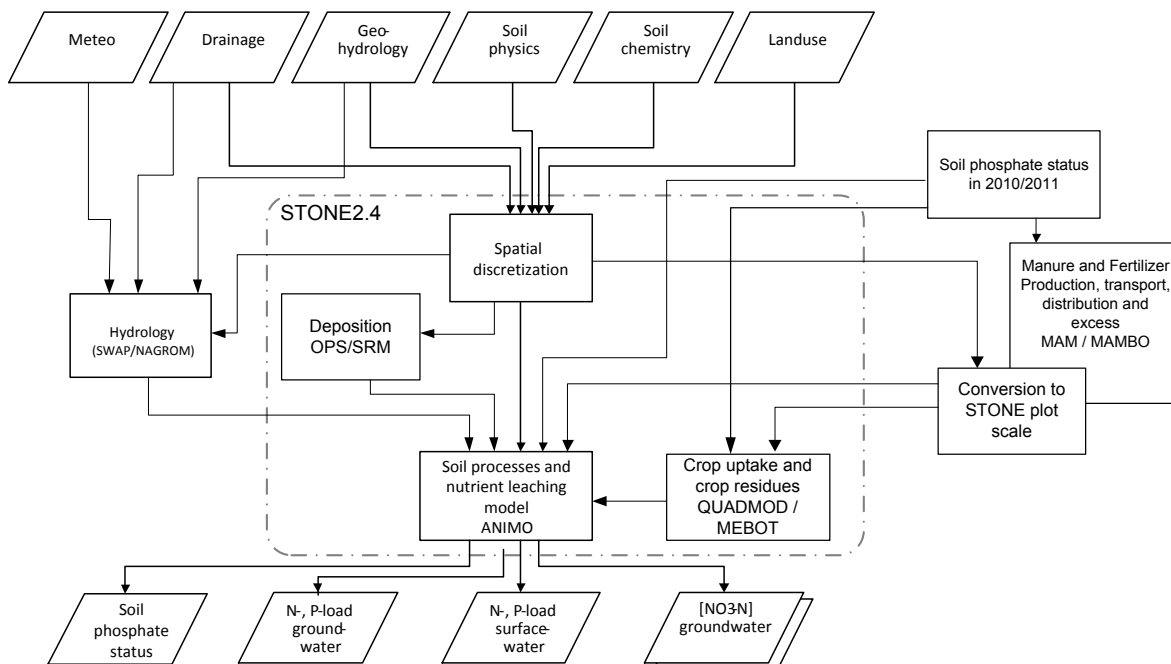 Meteo
Drainage
Geo-
hydrology
Soil
physics
Soil
chemistry
Landuse
Soil phosphate status
in 2010/2011
STONE2.4
Spatial
discretization
Manure and Fertilizer
Production, transport,
distribution and
excess
MAM / MAMBO
Hydrology
(SWAP/NAGROM)
Deposition
OPS/SRM
Conversion to
STONE plot
scale
Soil processes and
nutrient leaching
model
ANIMO
Crop uptake and
crop residues
QUADMOD /
MEBOT
Soil
phosphate
status
N-, P-load
ground-
water
N-, P-load
surface-
water
[NO3-N]
groundwater